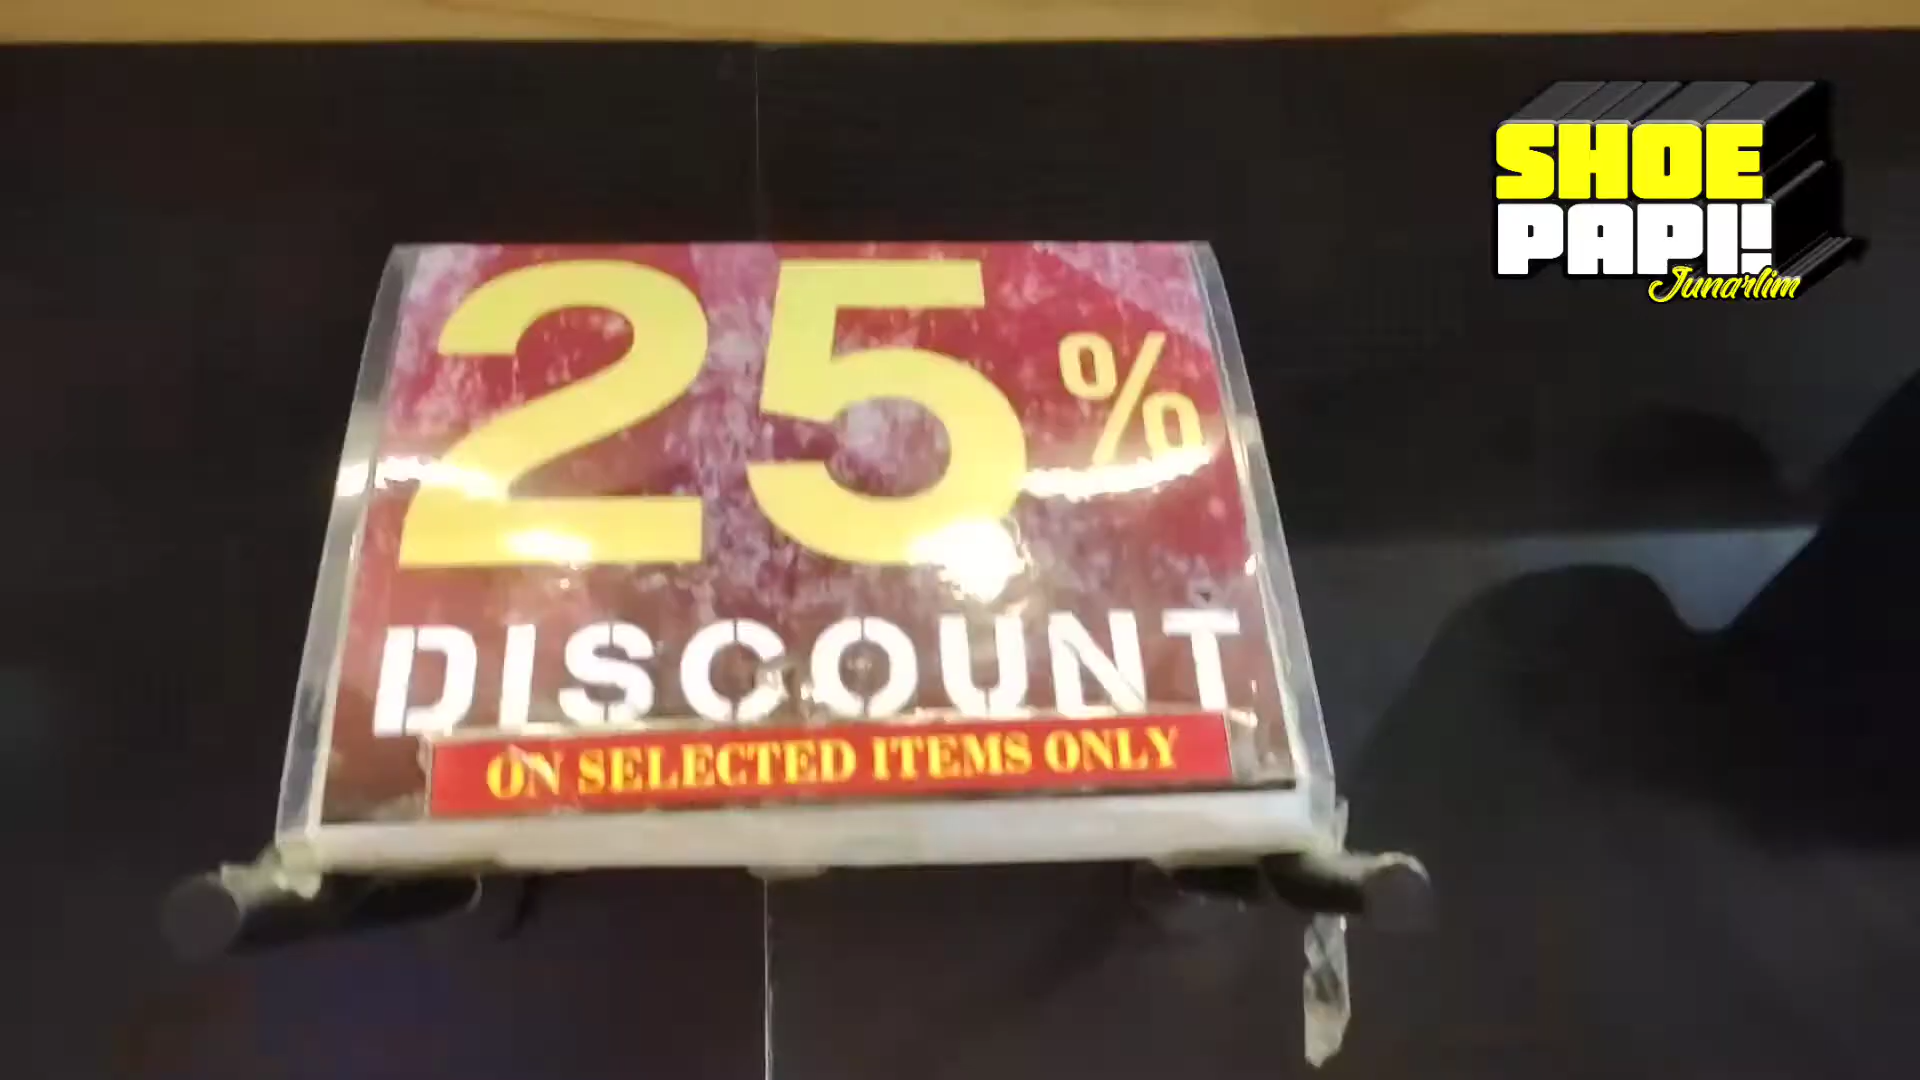 SHOE
PAPI!
Junarlim
25%
DISCOUNT
ON SELECTED ITEMS ONLY